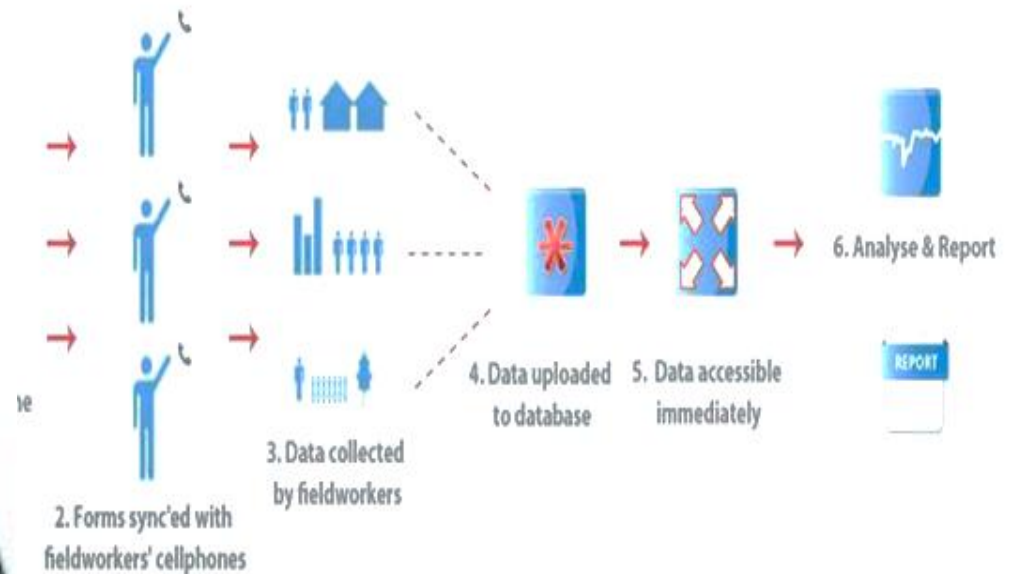 2. Forms sync'ed with
fieldworkers' cellphones
3. Data collected
by fieldworkers
4. Data uploaded
to database
5. Data accessible
immediately
6. Analyse & Report
REPORT